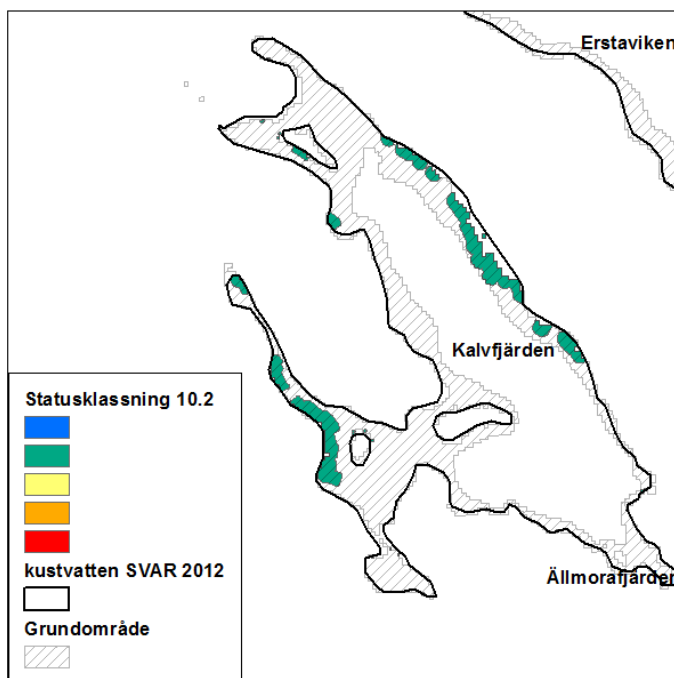 Erstaviken
Kalvfjärden
Statusklassning 10.2
kustvatten SVAR 2012
Ällmorafjärden
Grundområde